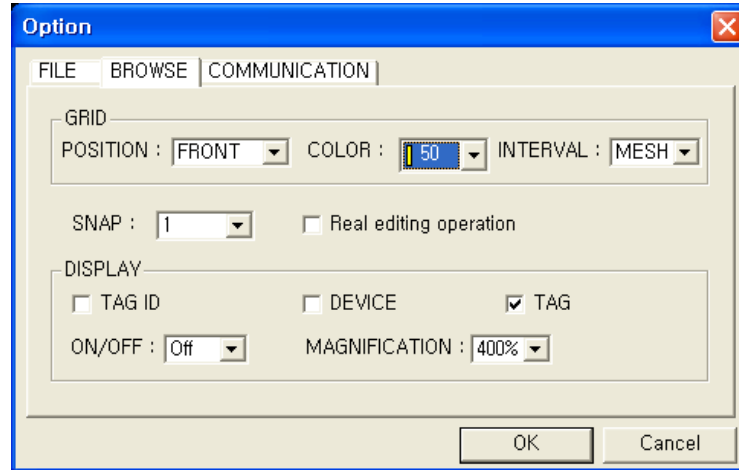 Option
FILE BROWSE COMMUNICATION
GRID
POSITION : FRONT COLOR : 50 INTERVAL : MESH
SNAP : 1 Real editing operation
DISPLAY
TAG ID DEVICE TAG
ON/OFF : Off MAGNIFICATION : 400%
OK Cancel